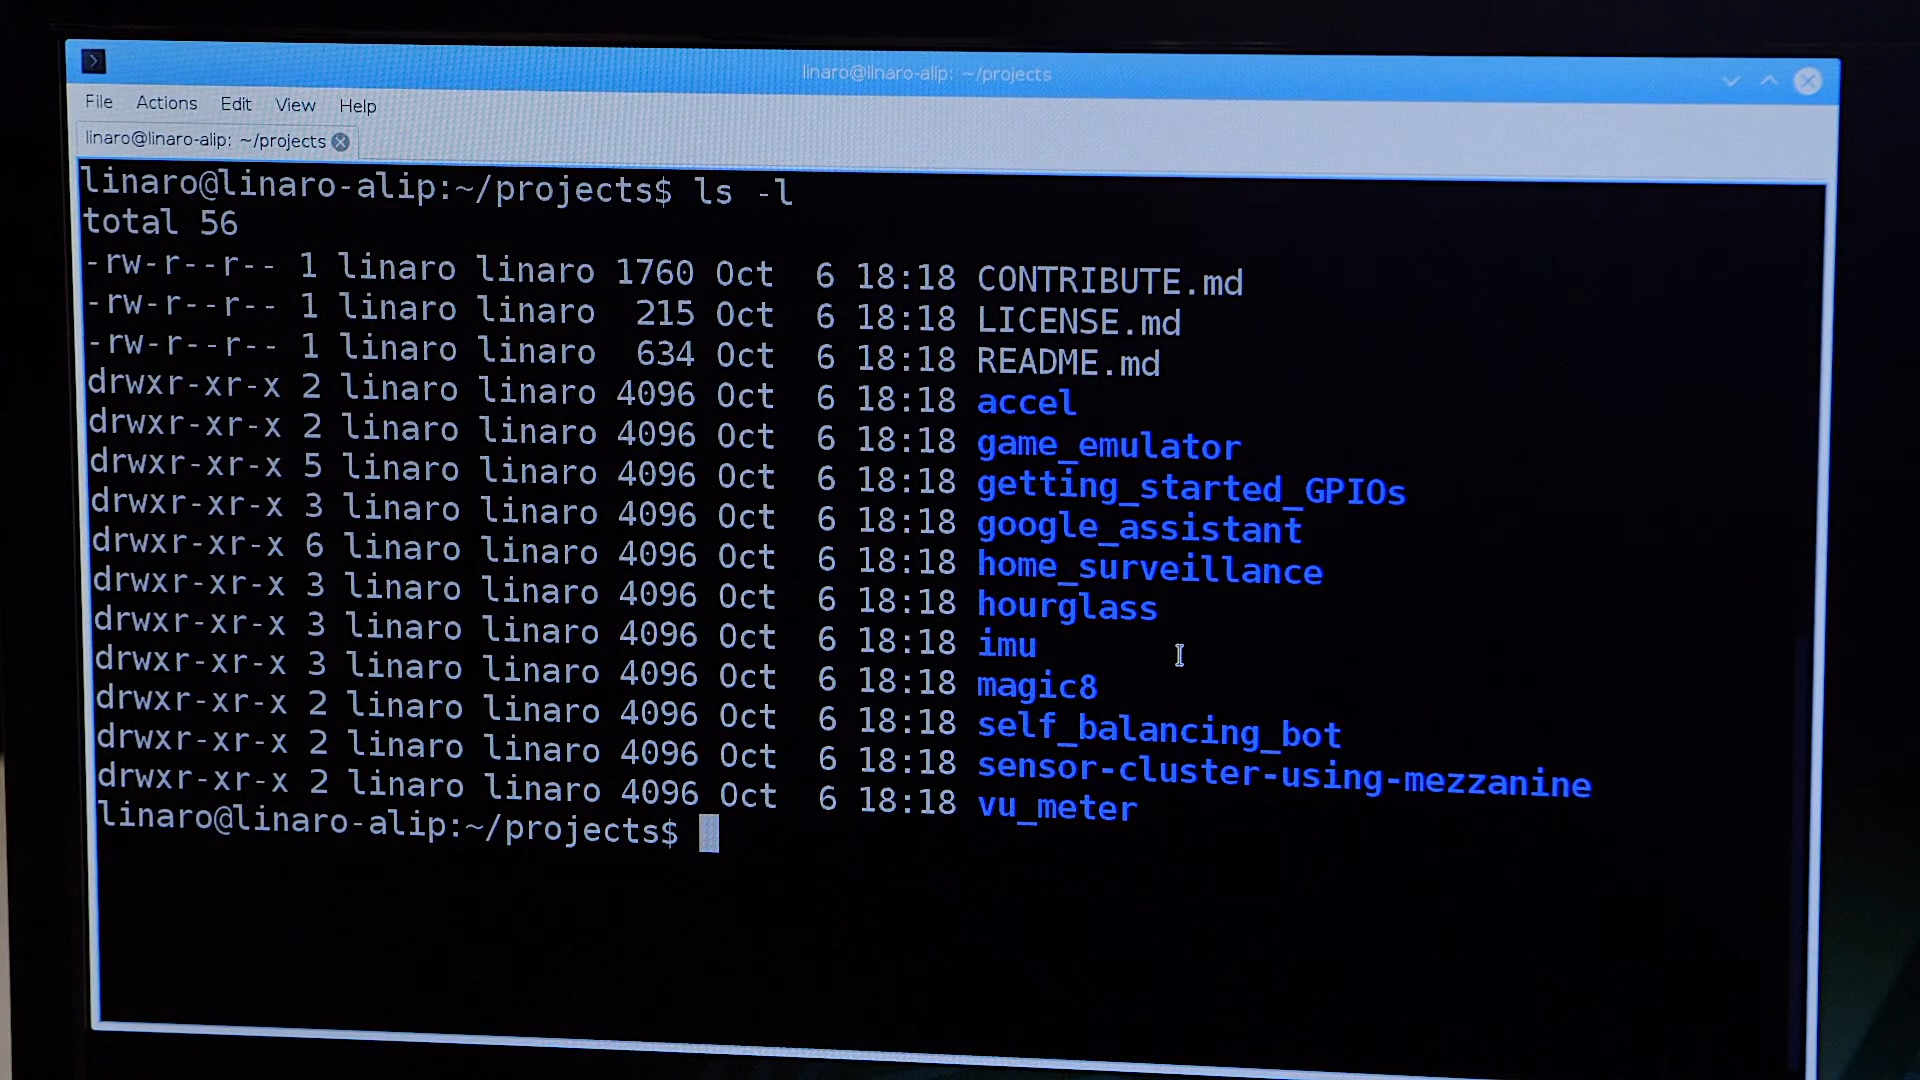 linaro@linaro-alip: ~/projects
File Actions Edit View Help
linaro@linaro-alip: ~/projects
linaro@linaro-alip:~/projects$ ls -l
total 56
-rw-r--r-- 1 linaro linaro 1760 Oct  6 18:18 CONTRIBUTE.md
-rw-r--r-- 1 linaro linaro  215 Oct  6 18:18 LICENSE.md
-rw-r--r-- 1 linaro linaro  634 Oct  6 18:18 README.md
drwxr-xr-x 2 linaro linaro 4096 Oct  6 18:18 accel
drwxr-xr-x 2 linaro linaro 4096 Oct  6 18:18 game_emulator
drwxr-xr-x 5 linaro linaro 4096 Oct  6 18:18 getting_started_GPIOs
drwxr-xr-x 3 linaro linaro 4096 Oct  6 18:18 google_assistant
drwxr-xr-x 6 linaro linaro 4096 Oct  6 18:18 home_surveillance
drwxr-xr-x 3 linaro linaro 4096 Oct  6 18:18 hourglass
drwxr-xr-x 3 linaro linaro 4096 Oct  6 18:18 imu
drwxr-xr-x 3 linaro linaro 4096 Oct  6 18:18 magic8
drwxr-xr-x 2 linaro linaro 4096 Oct  6 18:18 self_balancing_bot
drwxr-xr-x 2 linaro linaro 4096 Oct  6 18:18 sensor-cluster-using-mezzanine
drwxr-xr-x 2 linaro linaro 4096 Oct  6 18:18 vu_meter
linaro@linaro-alip:~/projects$